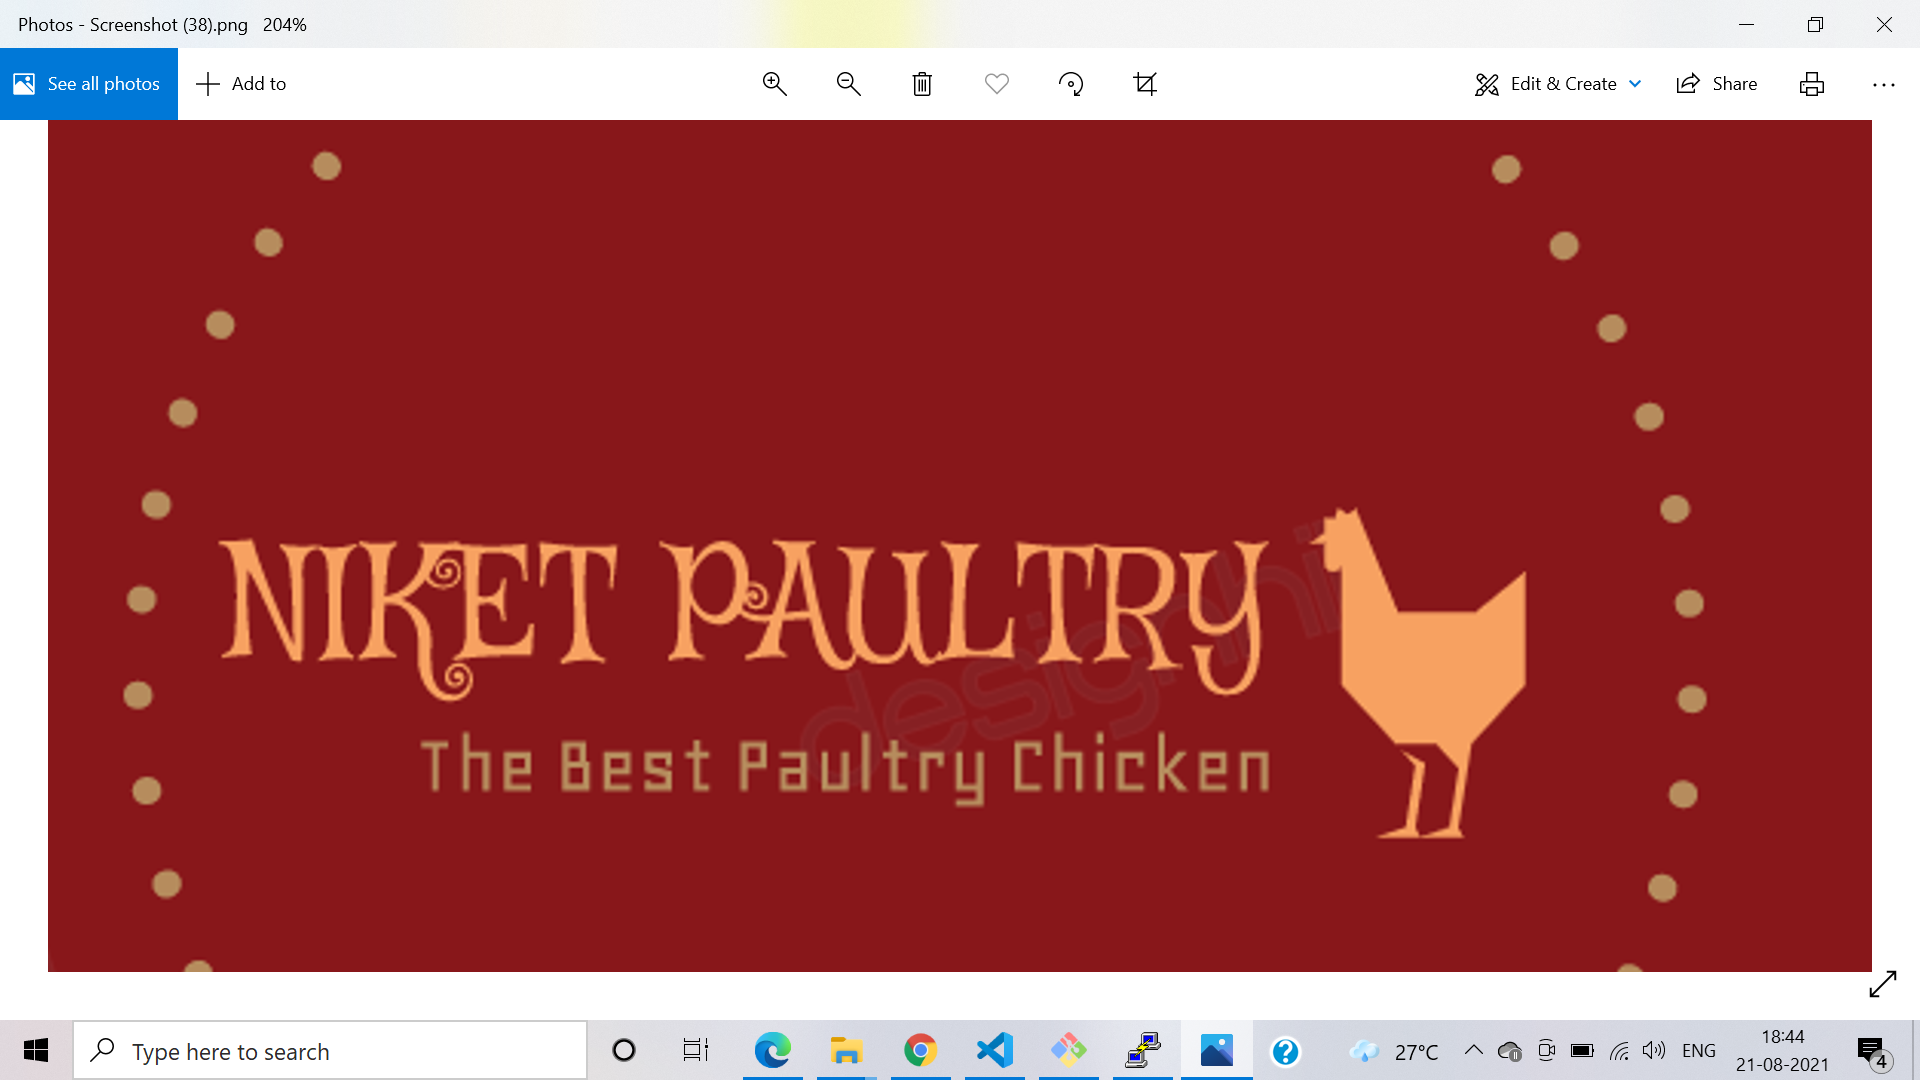 Photos - Screenshot (38).png 204%
See all photos
Add to
Edit & Create
Share
NIKET PAULTRY
The Best Paultry Chicken
Type here to search
27°C
ENG
18:44
21-08-2021
4